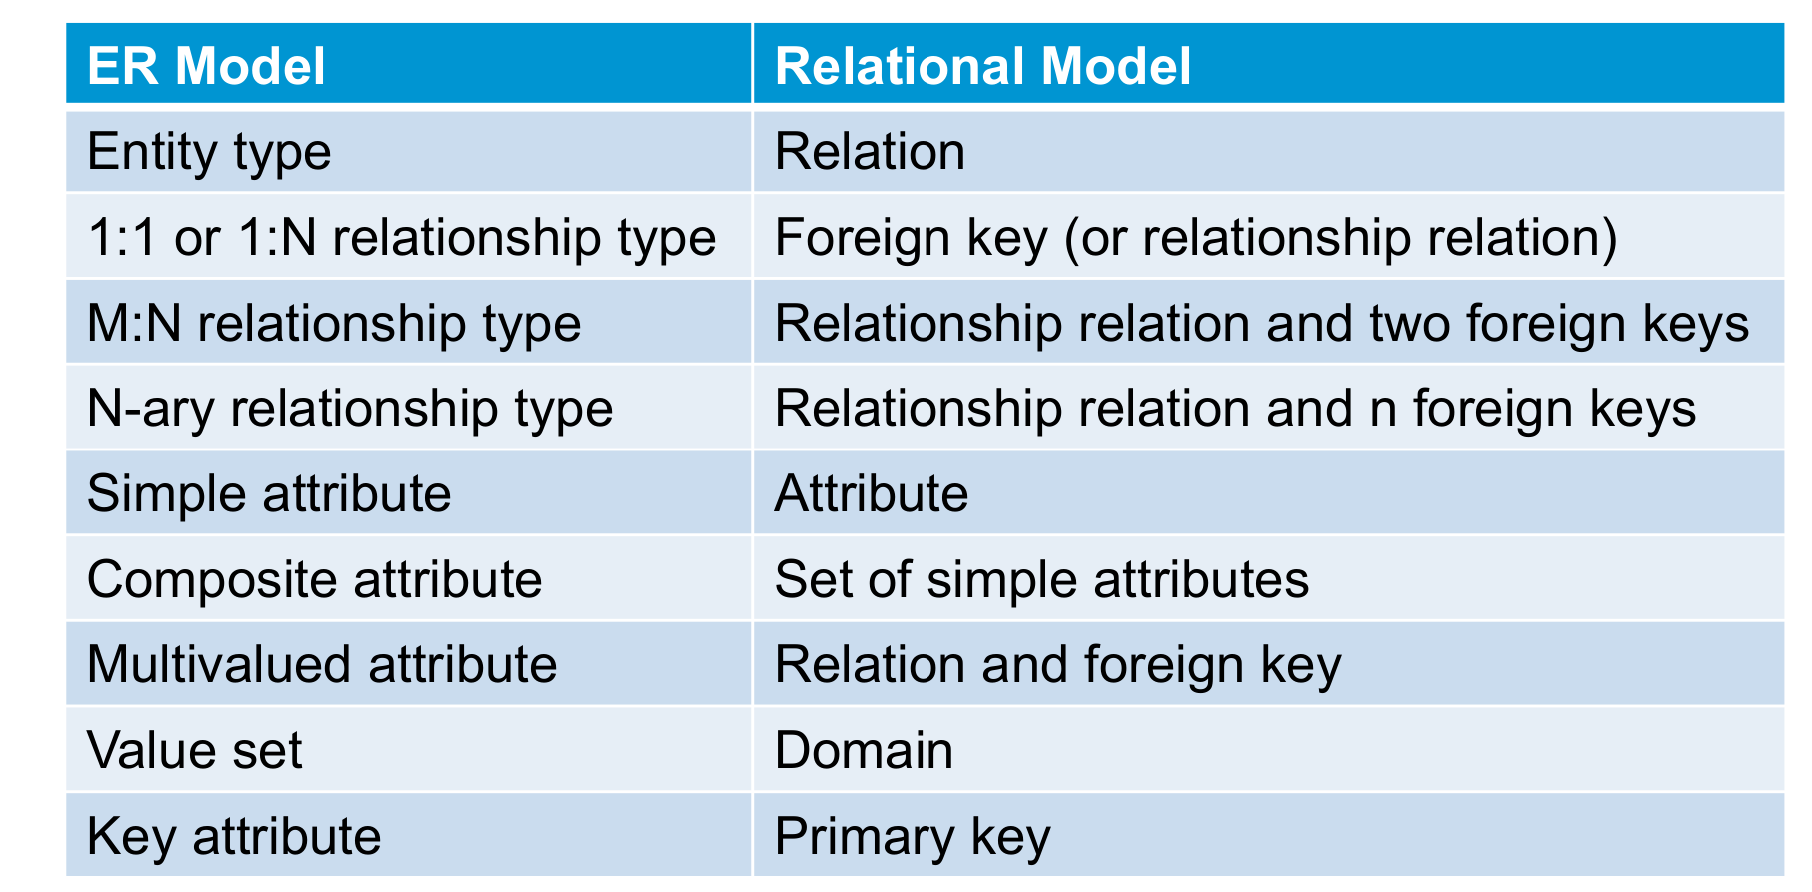 ER Model Relational Model
Entity type Relation
1:1 or 1:N relationship type Foreign key (or relationship relation)
M:N relationship type Relationship relation and two foreign keys
N-ary relationship type Relationship relation and n foreign keys
Simple attribute Attribute
Composite attribute Set of simple attributes
Multivalued attribute Relation and foreign key
Value set Domain
Key attribute Primary key